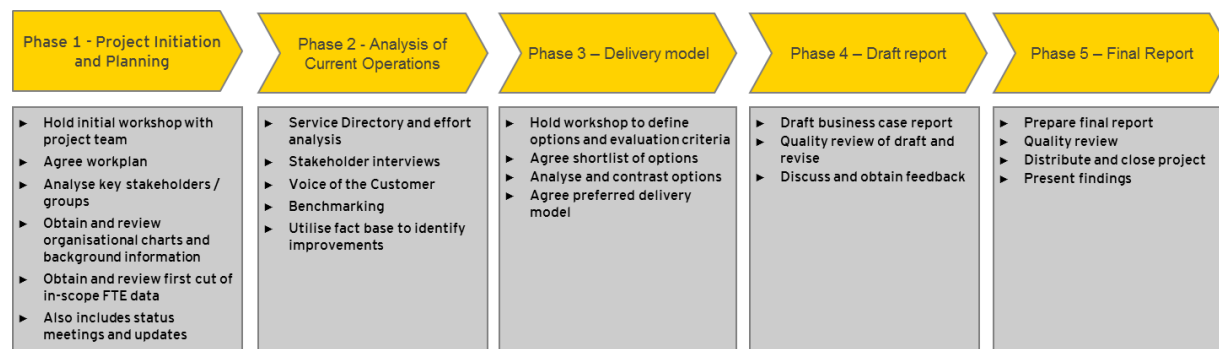 Phase 1 - Project Initiation
and Planning
Phase 2 - Analysis of
Current Operations
Phase 3 – Delivery model
Phase 4 – Draft report
Phase 5 – Final Report
► Hold initial workshop with
project team
► Agree workplan
► Analyse key stakeholders /
groups
► Obtain and review
organisational charts and
background information
► Obtain and review first cut of
in-scope FTE data
► Also includes status
meetings and updates
► Service Directory and effort
analysis
► Stakeholder interviews
► Voice of the Customer
► Benchmarking
► Utilise fact base to identify
improvements
► Hold workshop to define
options and evaluation criteria
► Agree shortlist of options
► Analyse and contrast options
► Agree preferred delivery
model
► Draft business case report
► Quality review of draft and
revise
► Discuss and obtain feedback
► Prepare final report
► Quality review
► Distribute and close project
► Present findings